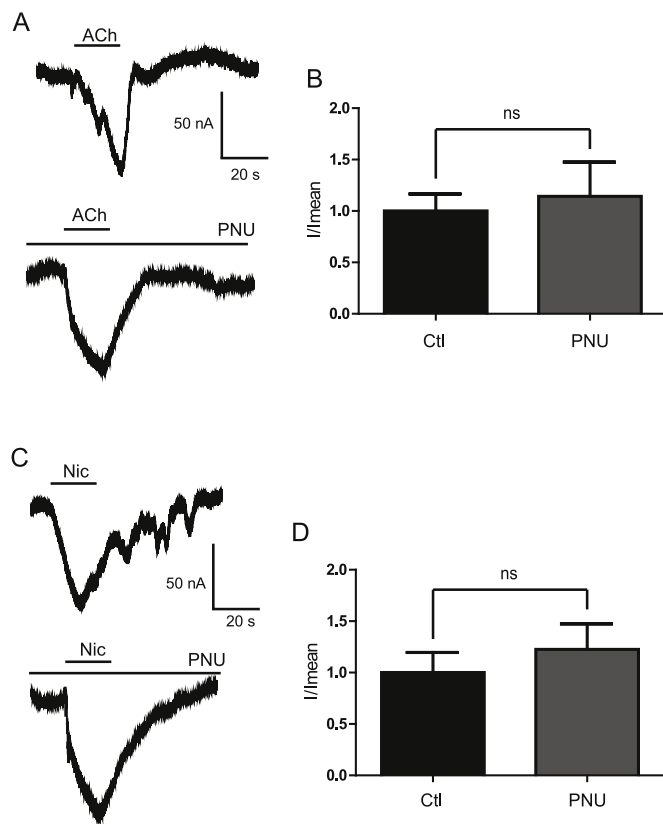 A
ACh
50 nA
20 s
ACh
PNU
B
2.0
1.5
1.0
0.5
0.0
I/Imean
ns
Ctl
PNU
C
Nic
50 nA
20 s
Nic
PNU
D
2.0
1.5
1.0
0.5
0.0
I/Imean
ns
Ctl
PNU